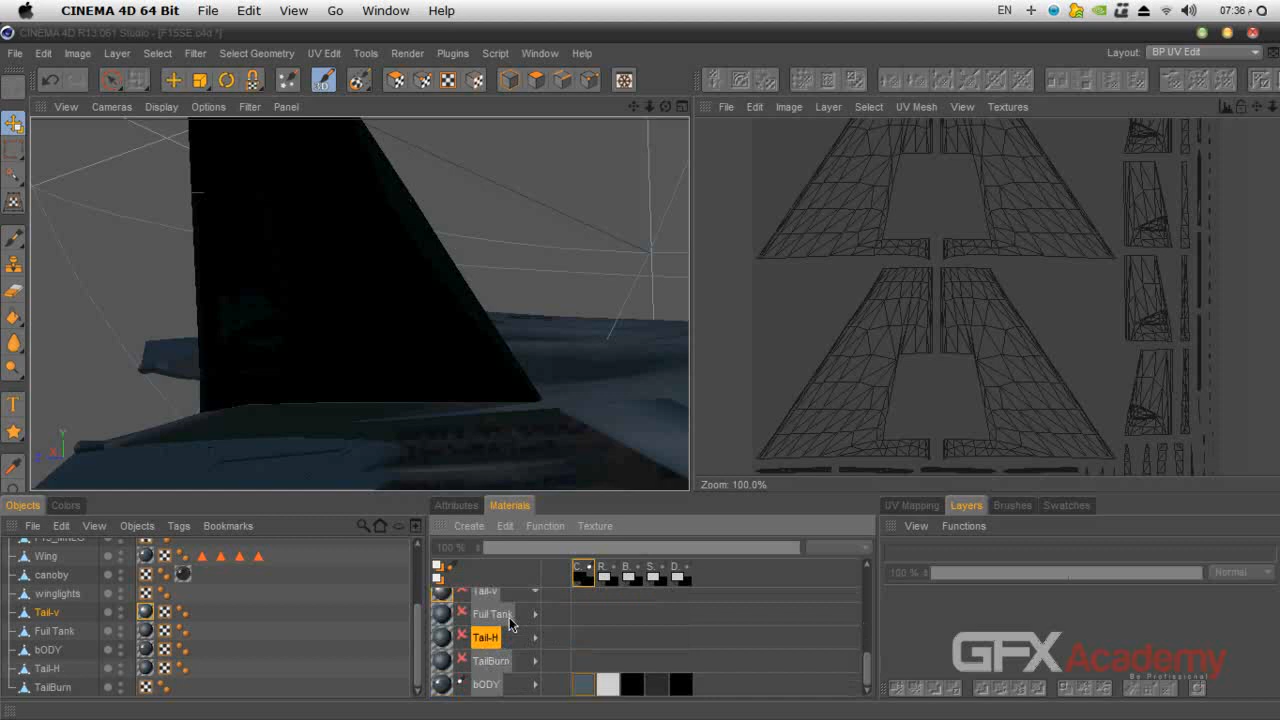 CINEMA 4D 64 Bit File Edit View Go Window Help EN 07:36 م
CINEMA 4D R13.061 Studio - [F15SE.c4d *]
File Edit Image Layer Select Filter Select Geometry UV Edit Tools Render Plugins Script Window Help Layout: BP UV Edit
3D
View Cameras Display Options Filter Panel
File Edit Image Layer Select UV Mesh View Textures
T
Y
X
Z
Zoom: 100.0%
Objects Colors
Attributes Materials
UV Mapping Layers Brushes Swatches
File Edit View Objects Tags Bookmarks
Create Edit Function Texture
View Functions
100 %
100 % Normal
C. R. B. S. D.
Wing
canoby
winglights
Tail-v
Fuil Tank
bODY
Tail-H
TailBurn
Tail-v
Fuil Tank
Tail-H
TailBurn
bODY
GFX Academy
Be Profissional